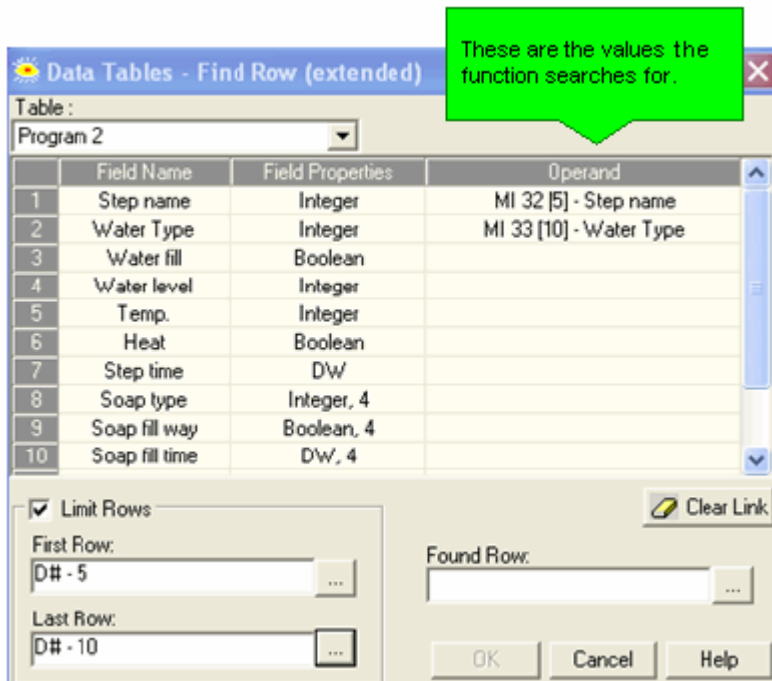 These are the values the
function searches for.
Data Tables - Find Row (extended)
Table :
Program 2
Field Name Field Properties Operand
1 Step name Integer MI 32 [5] - Step name
2 Water Type Integer MI 33 [10] - Water Type
3 Water fill Boolean
4 Water level Integer
5 Temp. Integer
6 Heat Boolean
7 Step time DW
8 Soap type Integer, 4
9 Soap fill way Boolean, 4
10 Soap fill time DW, 4
Limit Rows
Clear Link
First Row:
D# - 5
...
Found Row:
...
Last Row:
D# - 10
...
OK Cancel Help